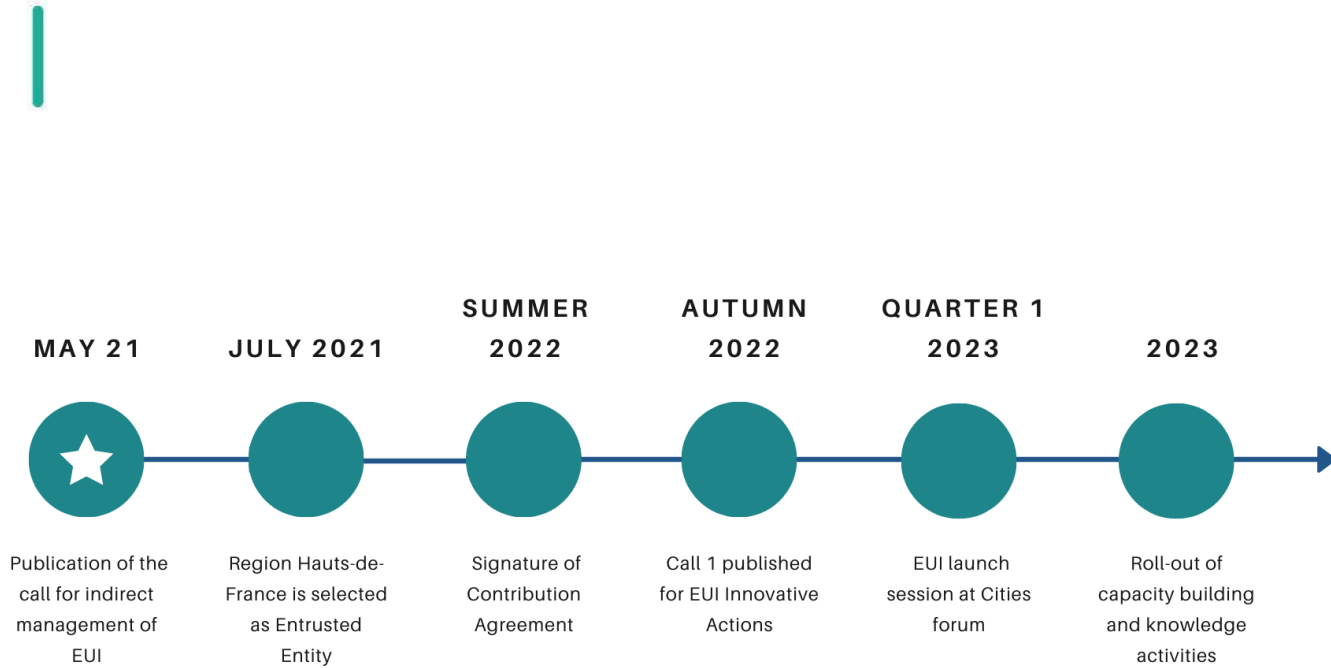 MAY 21
Publication of the
call for indirect
management of
EUI
JULY 2021
Region Hauts-de-
France is selected
as Entrusted
Entity
SUMMER
2022
Signature of
Contribution
Agreement
AUTUMN
2022
Call 1 published
for EUI Innovative
Actions
QUARTER 1
2023
EUI launch
session at Cities
forum
2023
Roll-out of
capacity building
and knowledge
activities